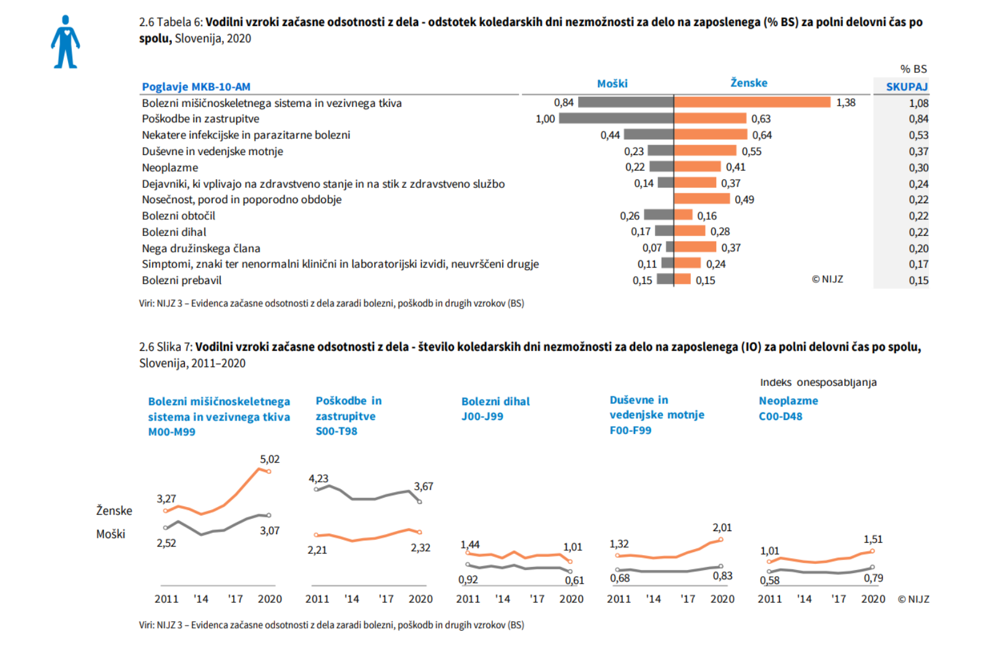 2.6 Tabela 6: Vodilni vzroki začasne odsotnosti z dela - odstotek koledarskih dni nezmožnosti za delo na zaposlenega (% BS) za polni delovni čas po
spolu, Slovenija, 2020
% BS
Poglavje MKB-10-AM Moški Ženske SKUPAJ
Bolezni mišičnoskeletnega sistema in vezivnega tkiva 0,84 1,38 1,08
Poškodbe in zastrupitve 1,00 0,63 0,84
Nekatere infekcijske in parazitarne bolezni 0,44 0,64 0,53
Duševne in vedenjske motnje 0,23 0,55 0,37
Neoplazme 0,22 0,41 0,30
Dejavniki, ki vplivajo na zdravstveno stanje in na stik z zdravstveno službo 0,14 0,37 0,24
Nosečnost, porod in poporodno obdobje 0,49 0,22
Bolezni obtočil 0,26 0,16 0,22
Bolezni dihal 0,17 0,28 0,22
Nega družinskega člana 0,07 0,37 0,20
Simptomi, znaki ter nenormalni klinični in laboratorijski izvidi, neuvrščeni drugje 0,11 0,24 0,17
Bolezni prebavil 0,15 0,15 © NIJZ 0,15
Viri: NIJZ 3 – Evidenca začasne odsotnosti z dela zaradi bolezni, poškodb in drugih vzrokov (BS)
2.6 Slika 7: Vodilni vzroki začasne odsotnosti z dela - število koledarskih dni nezmožnosti za delo na zaposlenega (IO) za polni delovni čas po spolu,
Slovenija, 2011–2020
Indeks onesposabljanja
Bolezni mišičnoskeletnega
sistema in vezivnega tkiva
M00-M99
Poškodbe in
zastrupitve
S00-T98
Bolezni dihal
J00-J99
Duševne in
vedenjske motnje
F00-F99
Neoplazme
C00-D48
Ženske
Moški
3,27 5,02
2,52 3,07
4,23 3,67
2,21 2,32
1,44 1,01
0,92 0,61
1,32 2,01
0,68 0,83
1,01 1,51
0,58 0,79
2011 '14 '17 2020 2011 '14 '17 2020 2011 '14 '17 2020 2011 '14 '17 2020 2011 '14 '17 2020 © NIJZ
Viri: NIJZ 3 – Evidenca začasne odsotnosti z dela zaradi bolezni, poškodb in drugih vzrokov (BS)